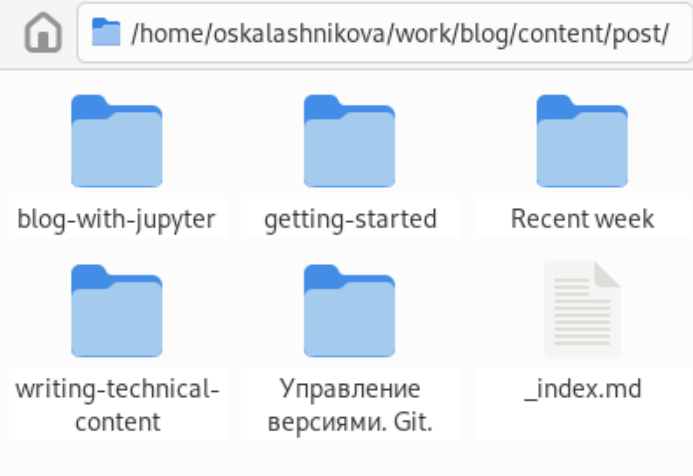 /home/oskalashnikova/work/blog/content/post/
blog-with-jupyter
getting-started
Recent week
writing-technical-
content
Управление
версиями. Git.
_index.md